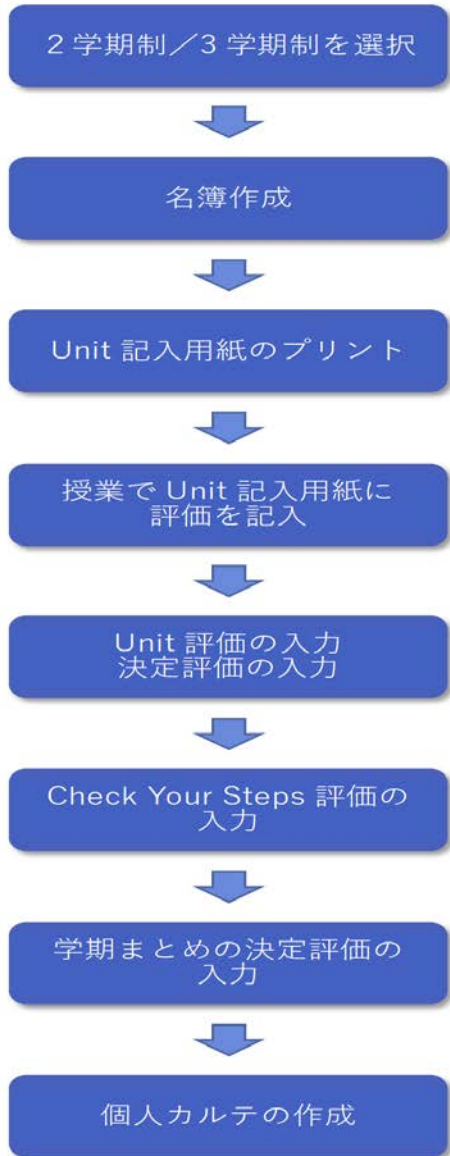 2学期制／3学期制を選択
名簿作成
Unit 記入用紙のプリント
授業で Unit 記入用紙に
評価を記入
Unit 評価の入力
決定評価の入力
Check Your Steps 評価の
入力
学期まとめの決定評価の
入力
個人カルテの作成